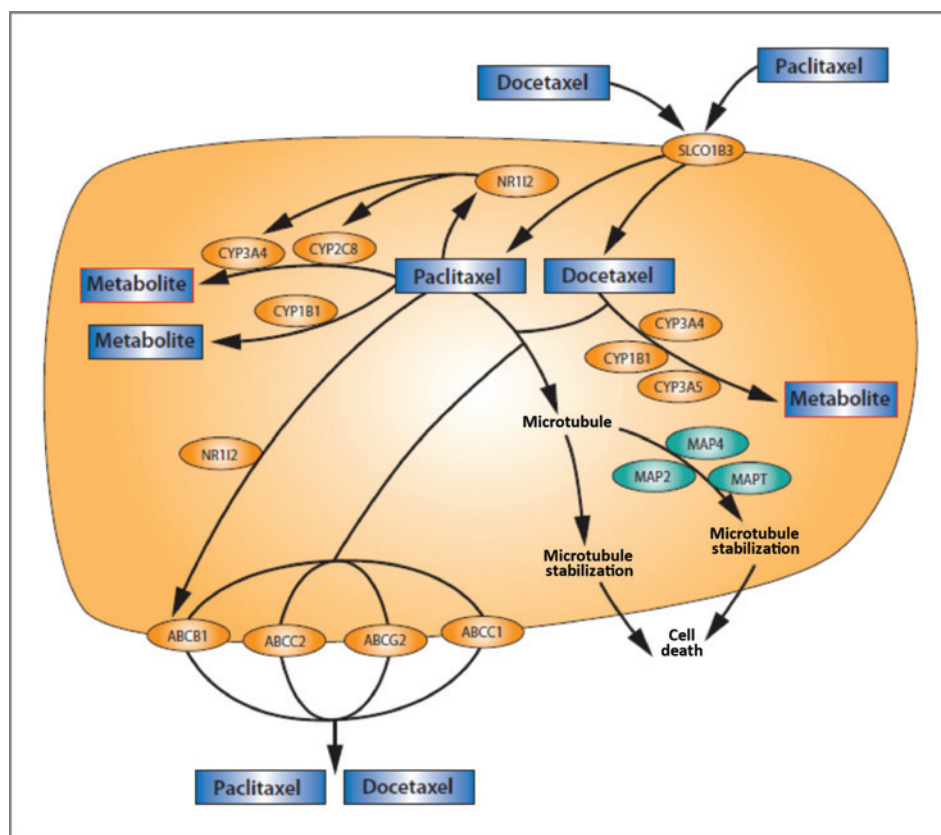 Docetaxel
Paclitaxel
SLCO1B3
NR1I2
CYP3A4
CYP2C8
Metabolite
Paclitaxel
Docetaxel
CYP1B1
Metabolite
CYP3A4
CYP1B1
CYP3A5
Metabolite
Microtubule
NR1I2
MAP4
MAP2
MAPT
Microtubule
stabilization
Microtubule
stabilization
ABCB1
ABCC2
ABCG2
ABCC1
Cell
death
Paclitaxel
Docetaxel